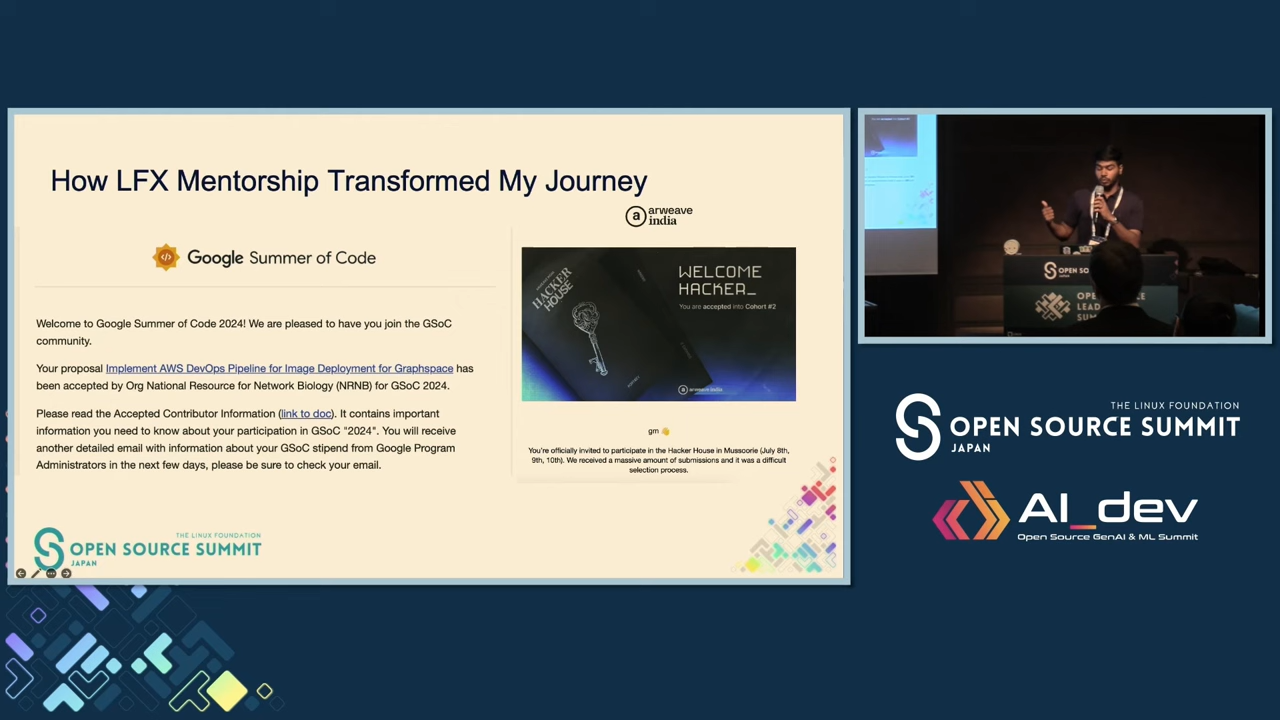 How LFX Mentorship Transformed My Journey
a arweave
india
Google Summer of Code
Welcome to Google Summer of Code 2024! We are pleased to have you join the GSoC
community.
Your proposal Implement AWS DevOps Pipeline for Image Deployment for Graphspace has
been accepted by Org National Resource for Network Biology (NRNB) for GSoC 2024.
Please read the Accepted Contributor Information (link to doc). It contains important
information you need to know about your participation in GSoC "2024". You will receive
another detailed email with information about your GSoC stipend from Google Program
Administrators in the next few days, please be sure to check your email.
HACKER
HOUSE
WELCOME
HACKER_
You are accepted into Cohort #2
a arweave india
gm 👋
You're officially invited to participate in the Hacker House in Mussoorie (July 8th,
9th, 10th). We received a massive amount of submissions and it was a difficult
selection process.
THE LINUX FOUNDATION
OPEN SOURCE SUMMIT
JAPAN
OPEN SO
OPE
LEAD
SUM
THE LINUX FOUNDATION
OPEN SOURCE SUMMIT
JAPAN
AI_dev
Open Source GenAI & ML Summit